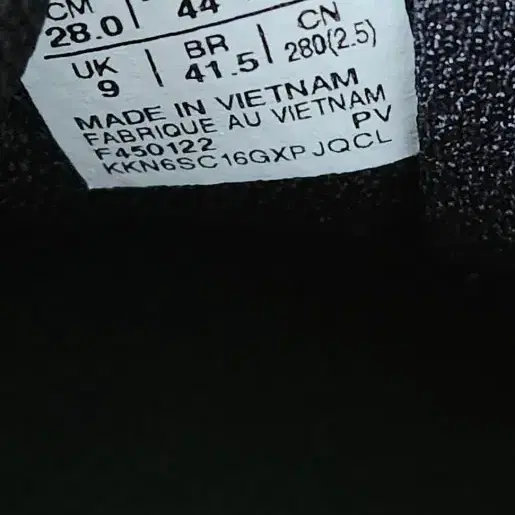 CM | 44
28.0
UK | BR | CN
9 | 41.5 | 280(2.5)
MADE IN VIETNAM
FABRIQUE AU VIETNAM
F450122 PV
KKN6SC16GXPJQCL